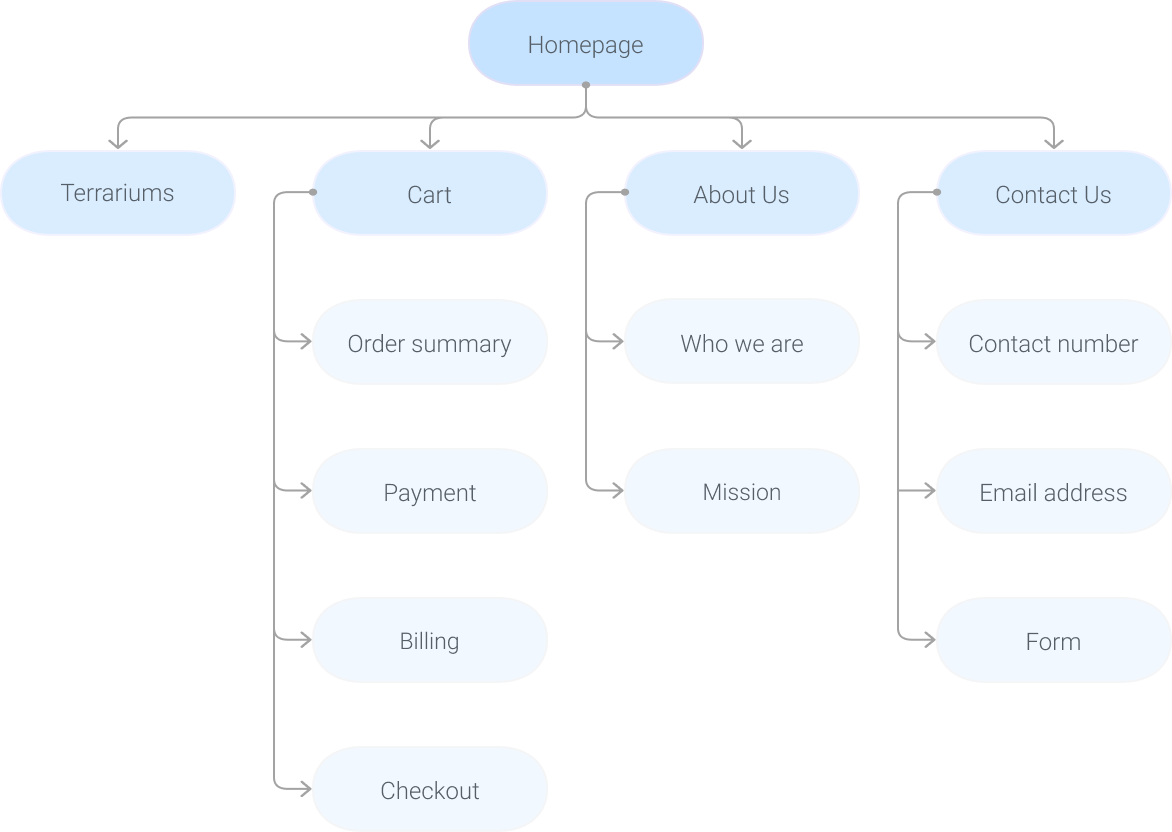 Homepage
Terrariums
Cart
About Us
Contact Us
Order summary
Who we are
Contact number
Payment
Mission
Email address
Billing
Form
Checkout